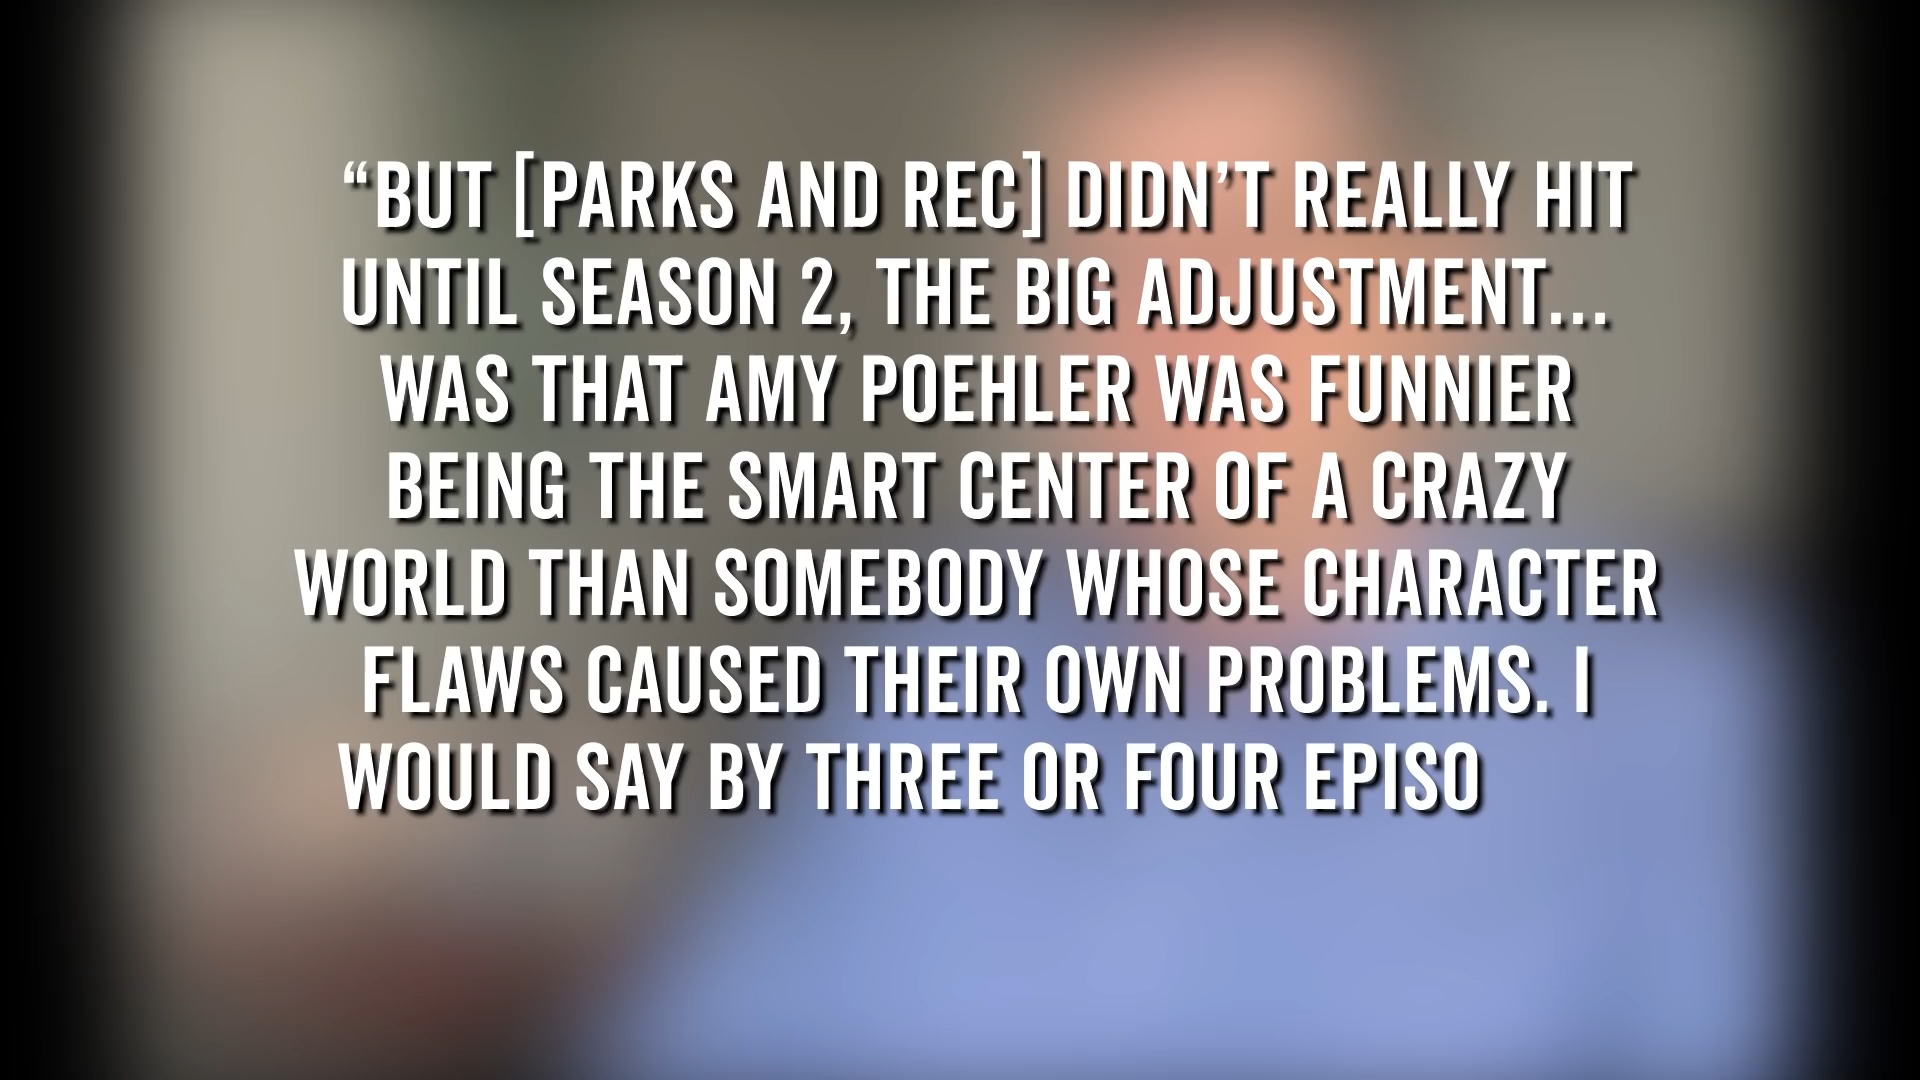 “BUT [PARKS AND REC] DIDN’T REALLY HIT
UNTIL SEASON 2, THE BIG ADJUSTMENT...
WAS THAT AMY POEHLER WAS FUNNIER
BEING THE SMART CENTER OF A CRAZY
WORLD THAN SOMEBODY WHOSE CHARACTER
FLAWS CAUSED THEIR OWN PROBLEMS. I
WOULD SAY BY THREE OR FOUR EPISO